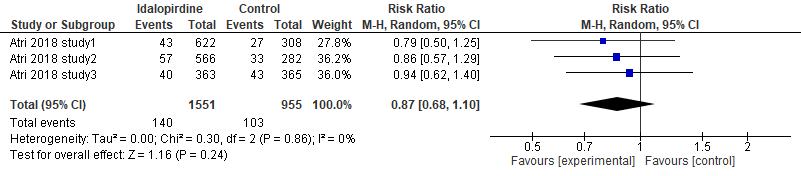 Idalopirdine Control Risk Ratio Risk Ratio
Study or Subgroup Events Total Events Total Weight M-H, Random, 95% CI M-H, Random, 95% CI
Atri 2018 study1 43 622 27 308 27.8% 0.79 [0.50, 1.25]
Atri 2018 study2 57 566 33 282 36.2% 0.86 [0.57, 1.29]
Atri 2018 study3 40 363 43 365 36.0% 0.94 [0.62, 1.40]
Total (95% CI) 1551 955 100.0% 0.87 [0.68, 1.10]
Total events 140 103
Heterogeneity: Tau² = 0.00; Chi² = 0.30, df = 2 (P = 0.86); I² = 0%
Test for overall effect: Z = 1.16 (P = 0.24)
0.5 0.7 1 1.5 2
Favours [experimental] Favours [control]